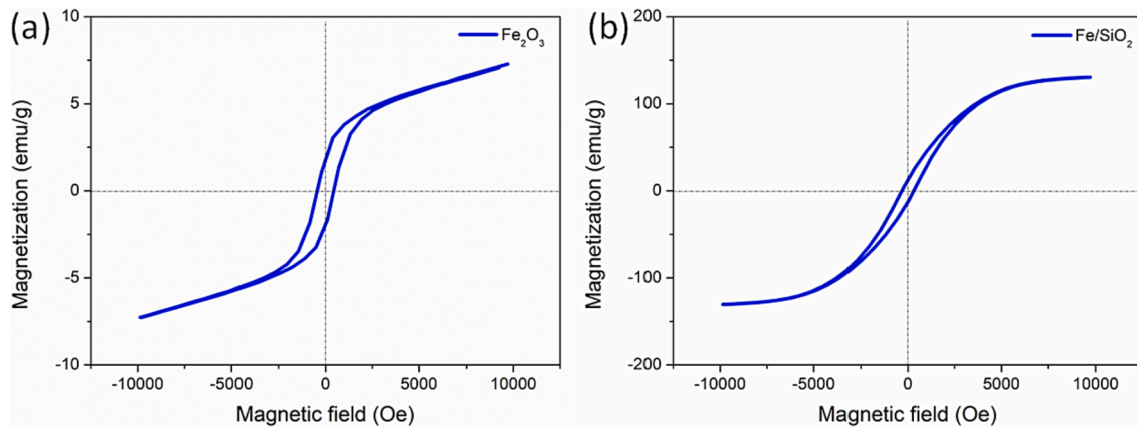 (a)
Fe₂O₃
10
5
0
-5
-10
Magnetization (emu/g)
-10000 -5000 0 5000 10000
Magnetic field (Oe)
(b)
Fe/SiO₂
200
100
0
-100
-200
Magnetization (emu/g)
-10000 -5000 0 5000 10000
Magnetic field (Oe)